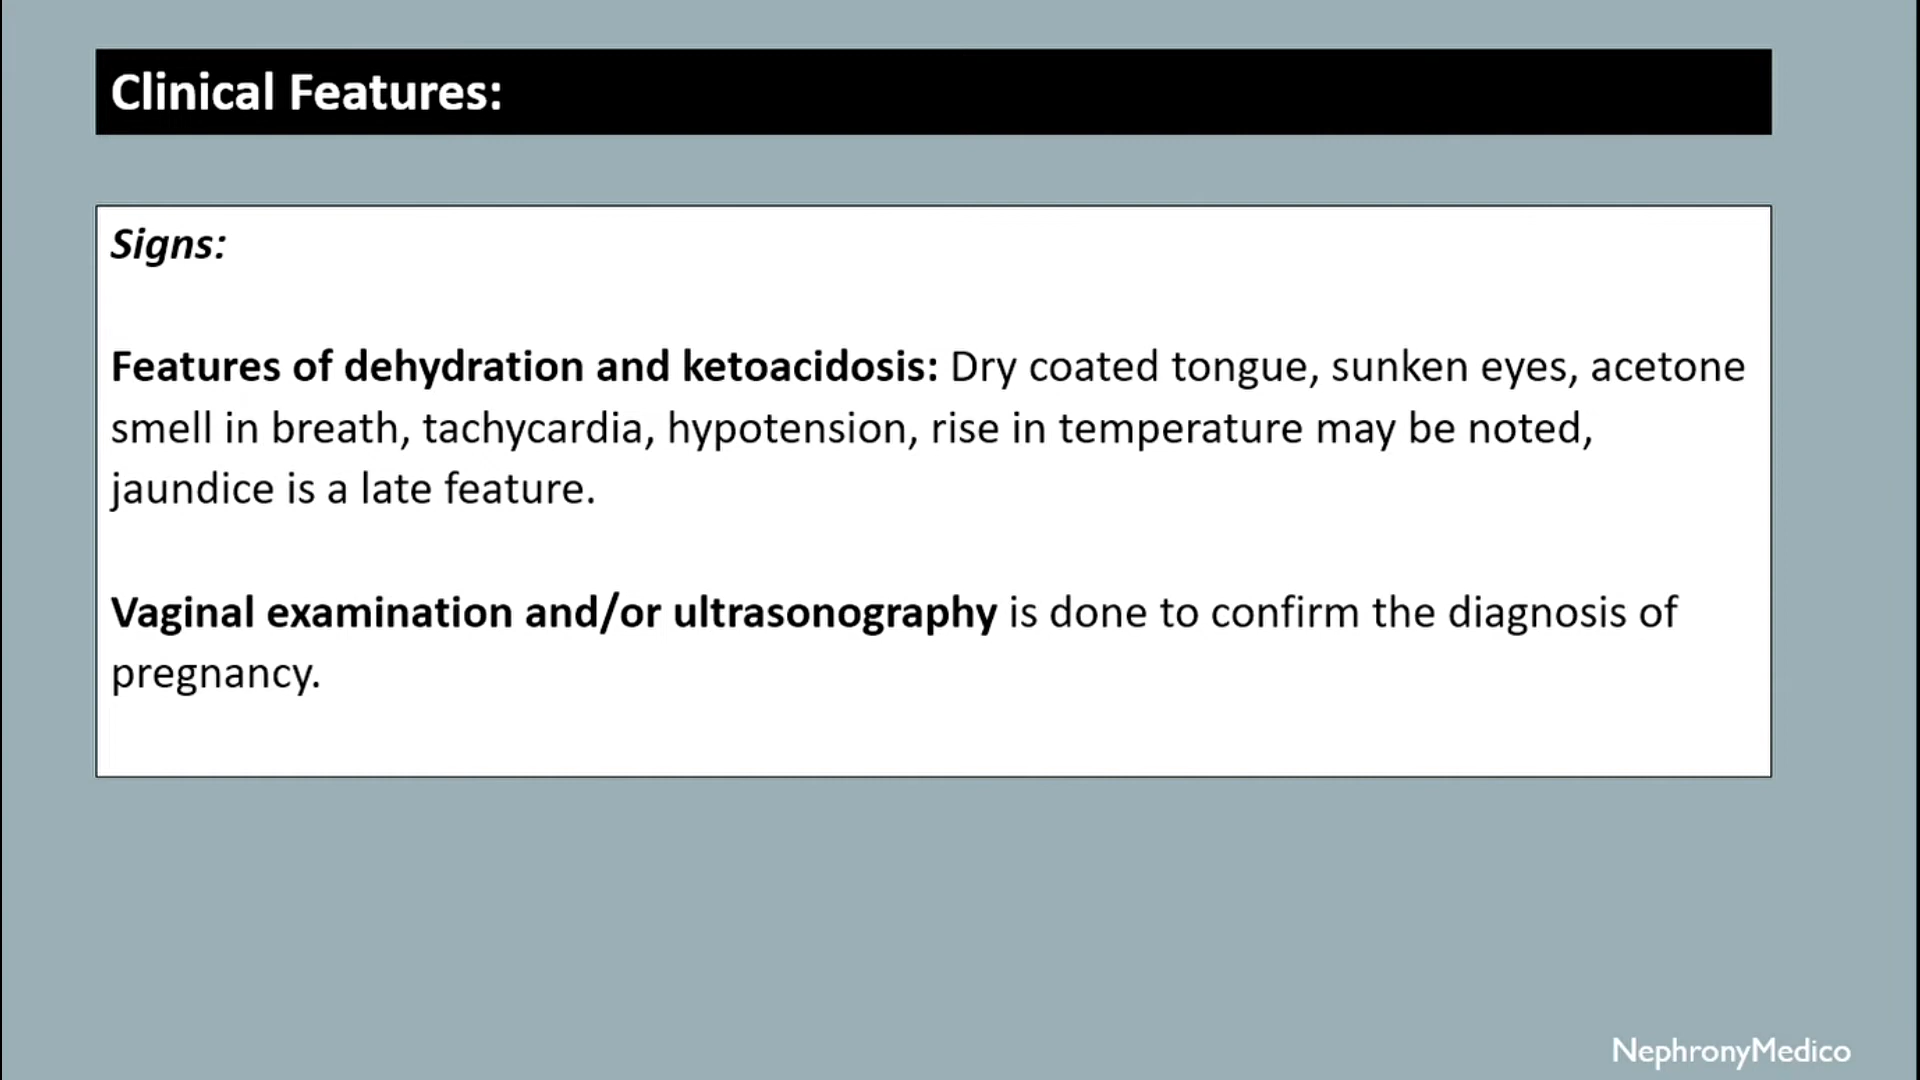 Clinical Features:
Signs:
Features of dehydration and ketoacidosis: Dry coated tongue, sunken eyes, acetone
smell in breath, tachycardia, hypotension, rise in temperature may be noted,
jaundice is a late feature.
Vaginal examination and/or ultrasonography is done to confirm the diagnosis of
pregnancy.
NephronyMedico